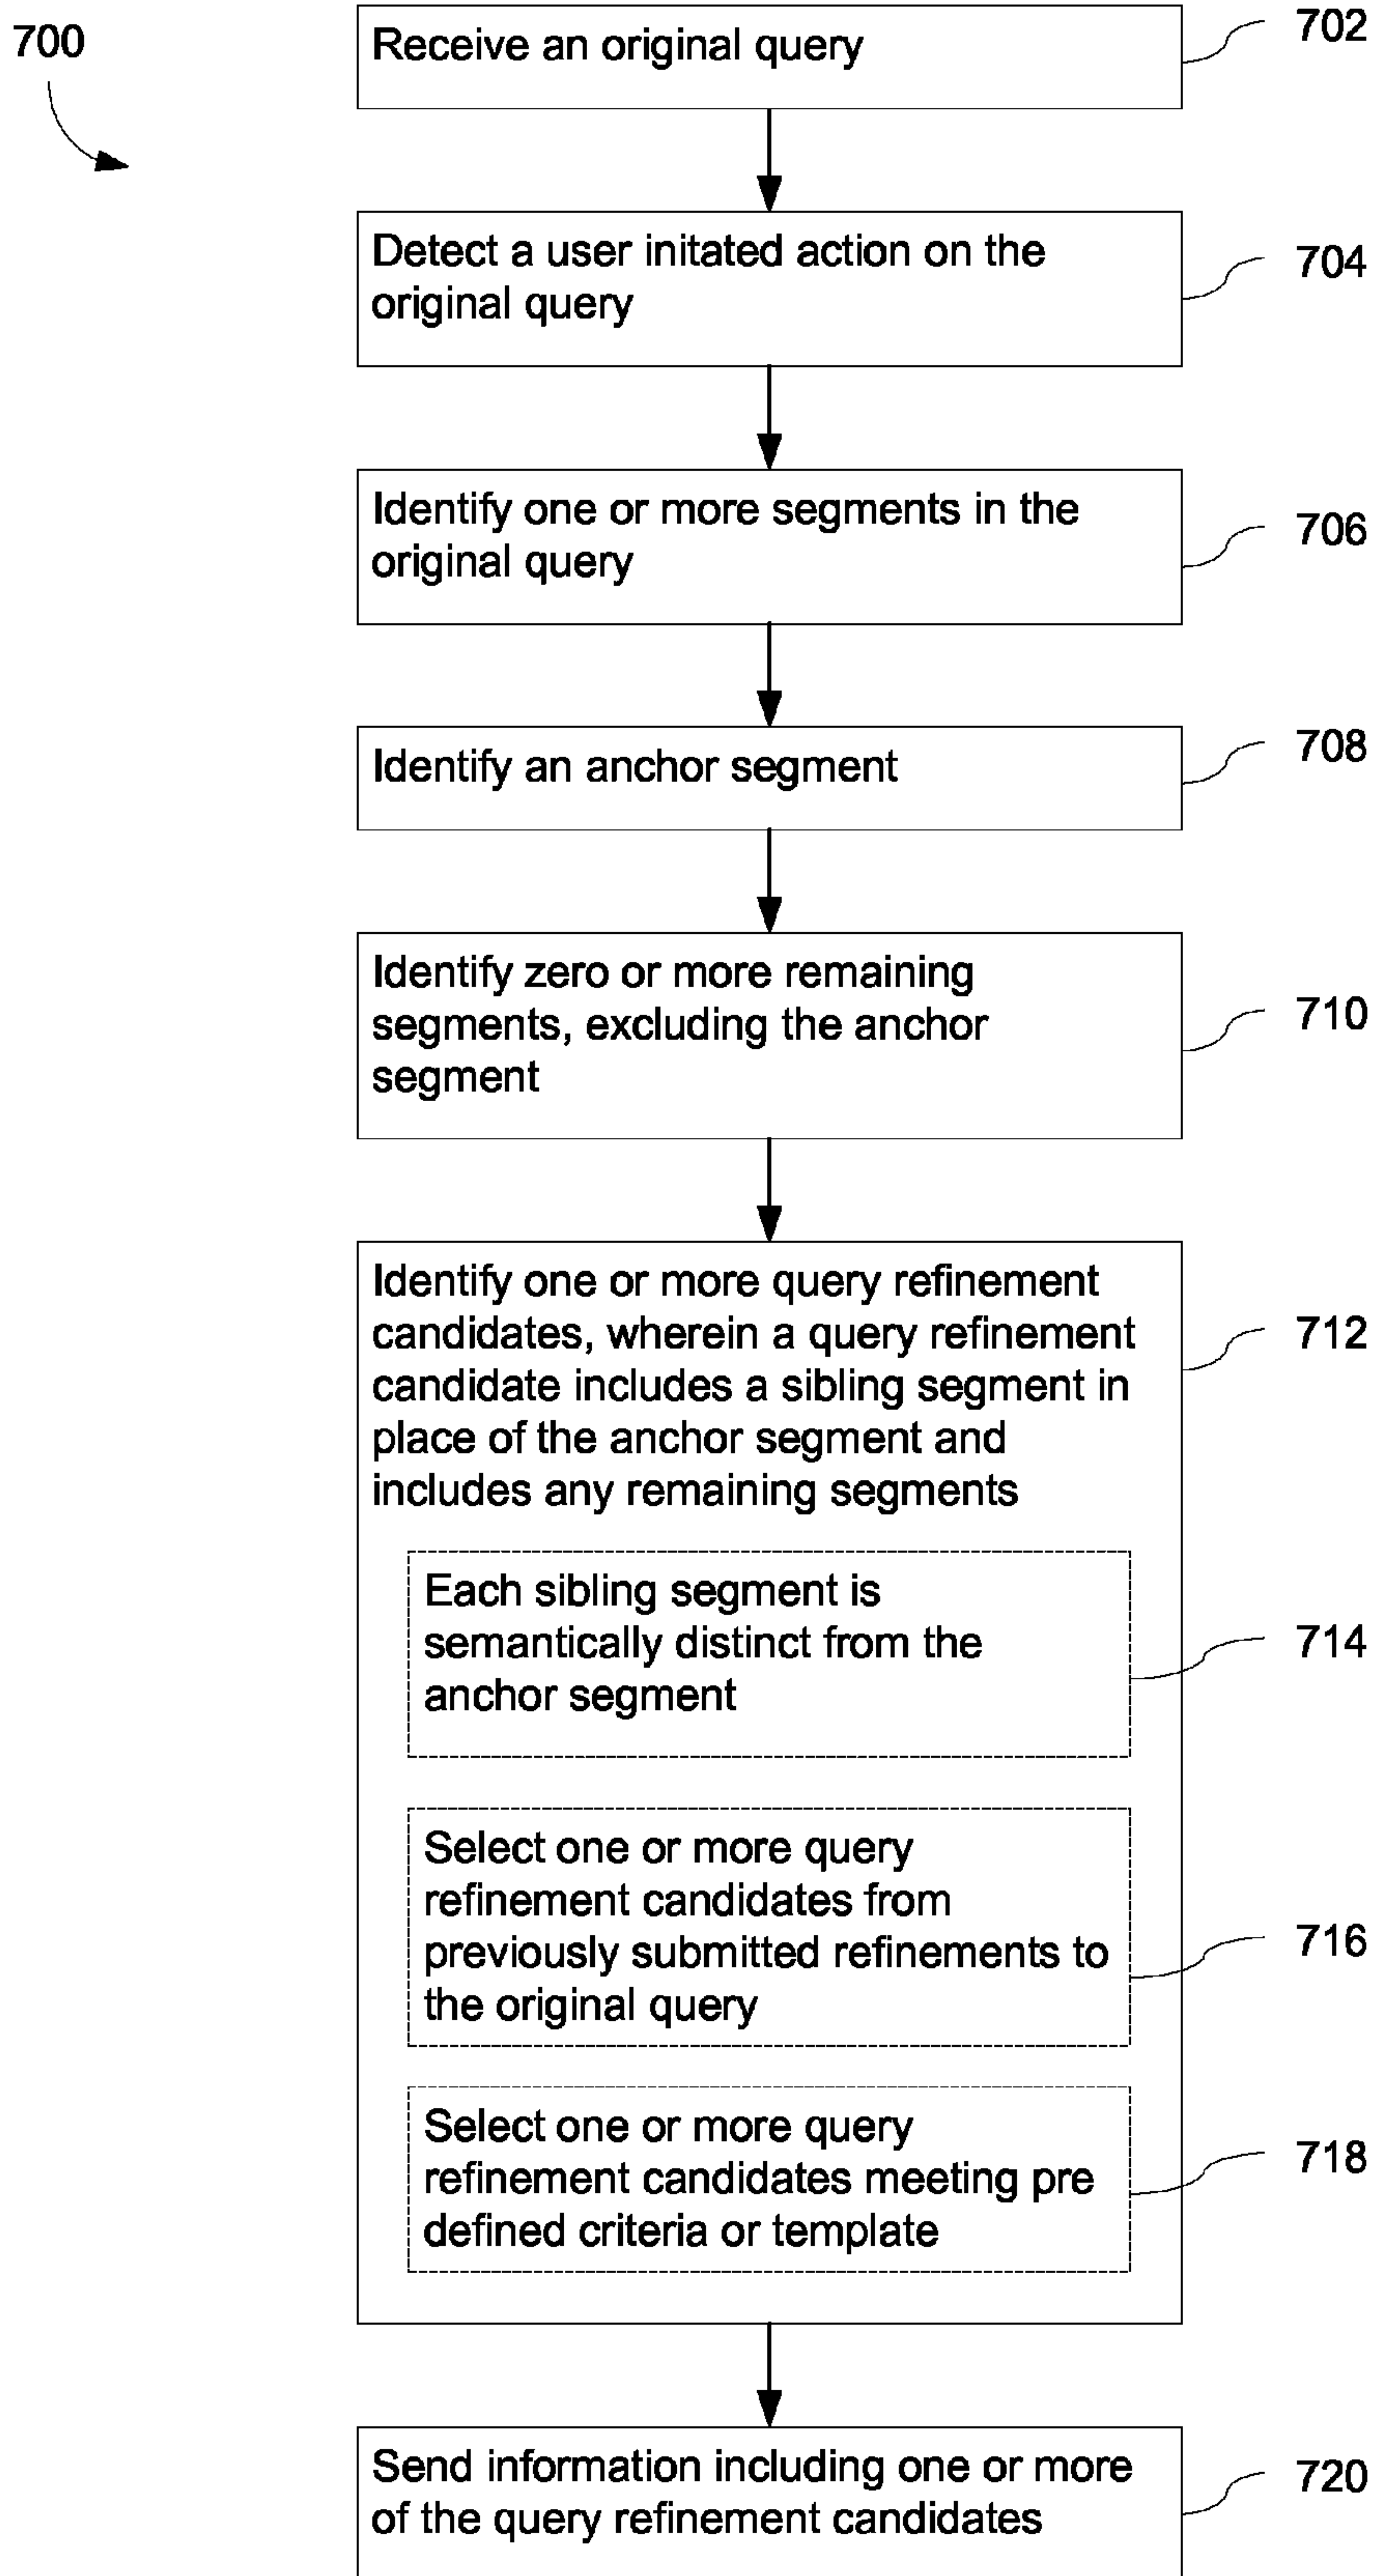 700
Receive an original query
702
Detect a user initated action on the
original query
704
Identify one or more segments in the
original query
706
Identify an anchor segment
708
Identify zero or more remaining
segments, excluding the anchor
segment
710
Identify one or more query refinement
candidates, wherein a query refinement
candidate includes a sibling segment in
place of the anchor segment and
includes any remaining segments
712
Each sibling segment is
semantically distinct from the
anchor segment
714
Select one or more query
refinement candidates from
previously submitted refinements to
the original query
716
Select one or more query
refinement candidates meeting pre
defined criteria or template
718
Send information including one or more
of the query refinement candidates
720